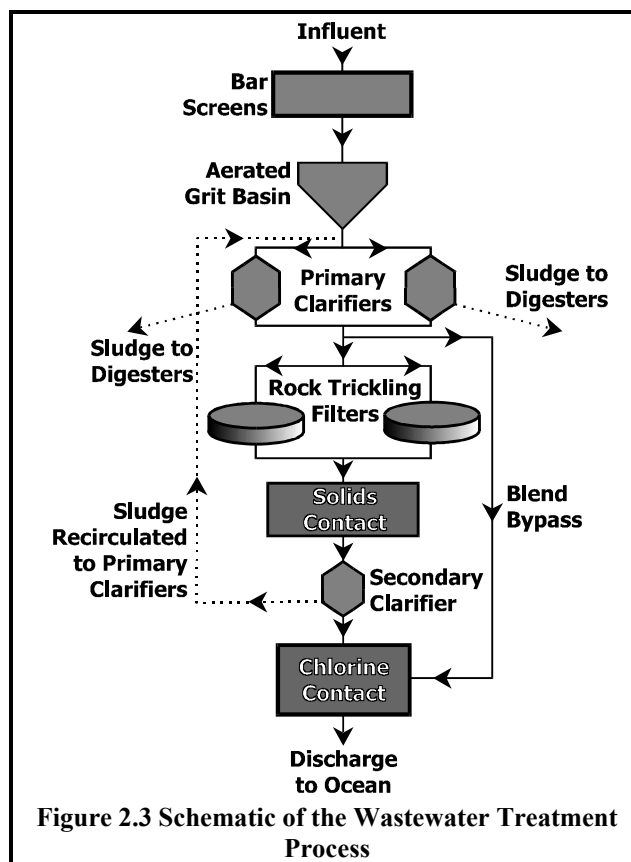 Influent
Bar
Screens
Aerated
Grit Basin
Primary
Clarifiers
Sludge to
Digesters
Sludge to
Digesters
Rock Trickling
Filters
Solids
Contact
Blend
Bypass
Sludge
Recirculated
to Primary
Clarifiers
Secondary
Clarifier
Chlorine
Contact
Discharge
to Ocean
Figure 2.3 Schematic of the Wastewater Treatment
Process